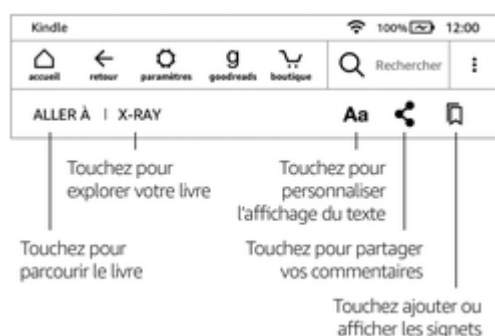 Kindle 100% 12:00
accueil retour paramètres goodreads boutique Rechercher
ALLER À | X-RAY Aa
Touchez pour
explorer votre livre
Touchez pour
personnaliser
l'affichage du texte
Touchez pour
parcourir le livre
Touchez pour partager
vos commentaires
Touchez ajouter ou
afficher les signets